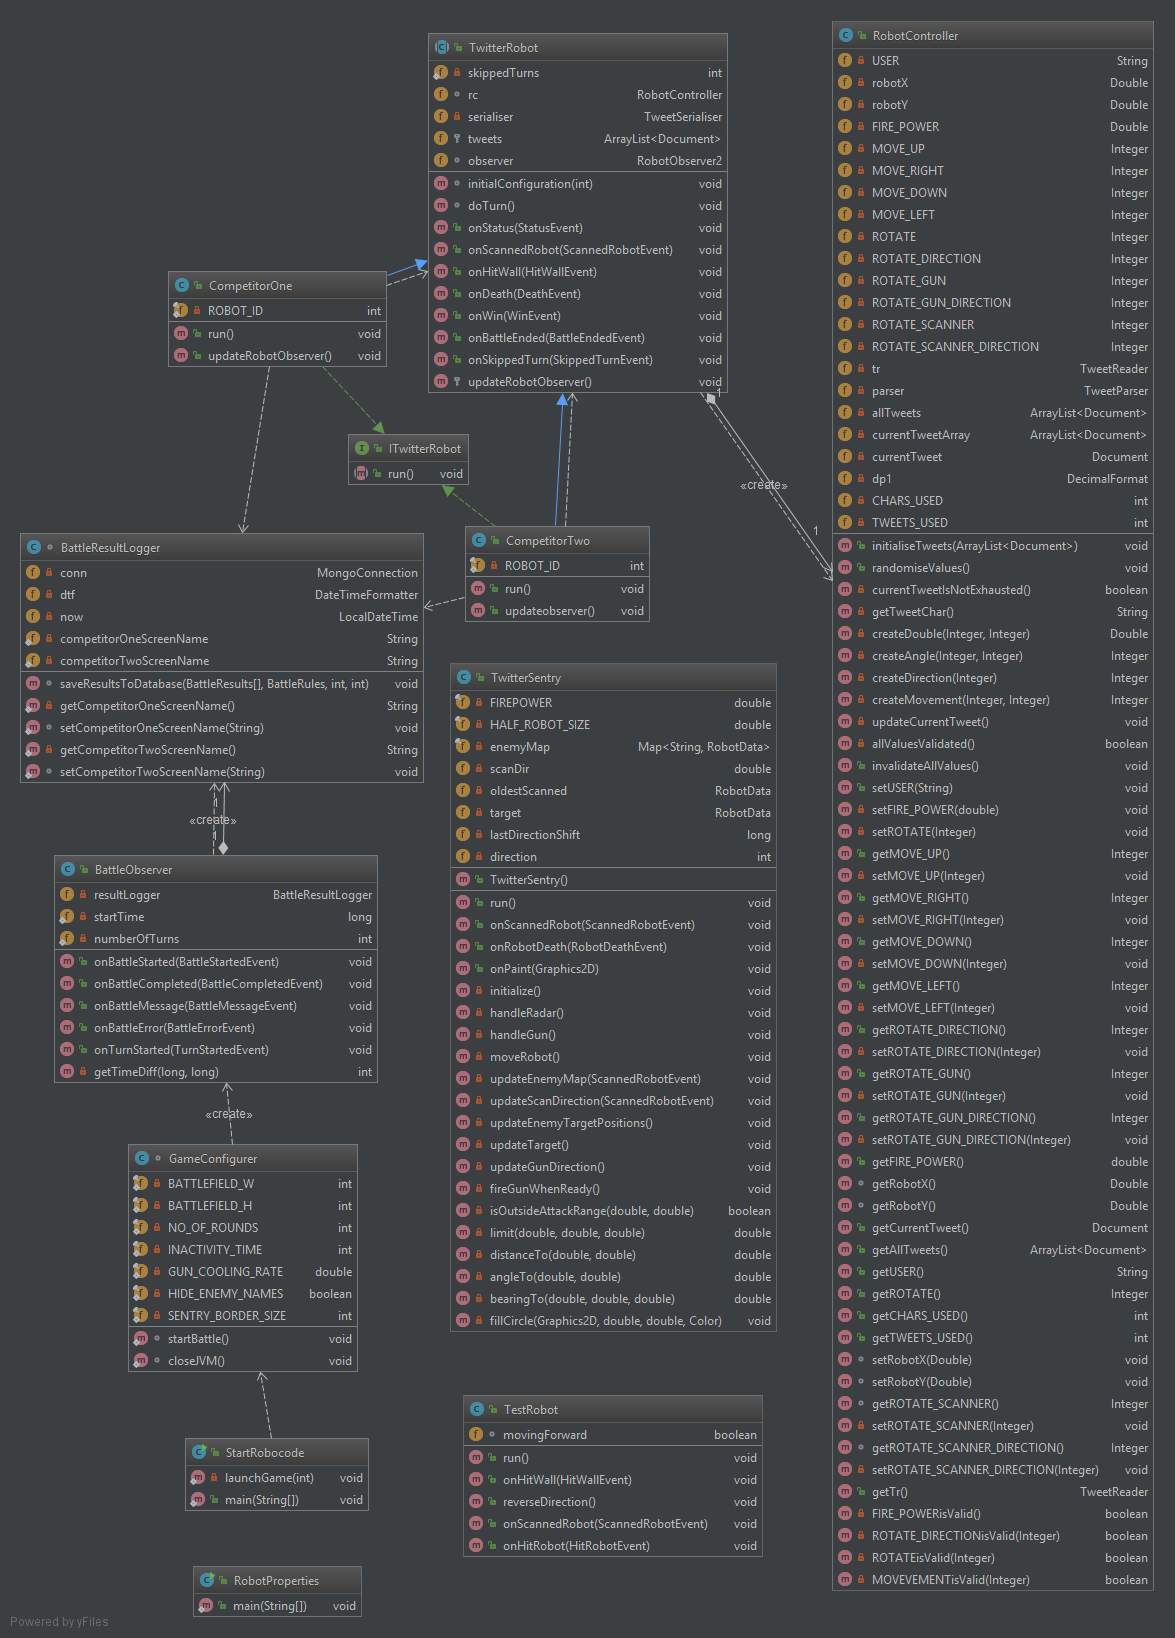 TwitterRobot
skippedTurns int
rc RobotController
serialiser TweetSerialiser
tweets ArrayList<Document>
observer RobotObserver2
initialConfiguration(int) void
doTurn() void
onStatus(StatusEvent) void
onScannedRobot(ScannedRobotEvent) void
onHitWall(HitWallEvent) void
onDeath(DeathEvent) void
onWin(WinEvent) void
onBattleEnded(BattleEndedEvent) void
onSkippedTurn(SkippedTurnEvent) void
updateRobotObserver() void
1
«create»
1
CompetitorOne
ROBOT_ID int
run() void
updateRobotObserver() void
ITwitterRobot
run() void
CompetitorTwo
ROBOT_ID int
run() void
updateobserver() void
BattleResultLogger
conn MongoConnection
dtf DateTimeFormatter
now LocalDateTime
competitorOneScreenName String
competitorTwoScreenName String
saveResultsToDatabase(BattleResults[], BattleRules, int, int) void
getCompetitorOneScreenName() String
setCompetitorOneScreenName(String) void
getCompetitorTwoScreenName() String
setCompetitorTwoScreenName(String) void
1
«create»
1
BattleObserver
resultLogger BattleResultLogger
startTime long
numberOfTurns int
onBattleStarted(BattleStartedEvent) void
onBattleCompleted(BattleCompletedEvent) void
onBattleMessage(BattleMessageEvent) void
onBattleError(BattleErrorEvent) void
onTurnStarted(TurnStartedEvent) void
getTimeDiff(long, long) int
«create»
GameConfigurer
BATTLEFIELD_W int
BATTLEFIELD_H int
NO_OF_ROUNDS int
INACTIVITY_TIME int
GUN_COOLING_RATE double
HIDE_ENEMY_NAMES boolean
SENTRY_BORDER_SIZE int
startBattle() void
closeJVM() void
StartRobocode
launchGame(int) void
main(String[]) void
RobotProperties
main(String[]) void
TwitterSentry
FIREPOWER double
HALF_ROBOT_SIZE double
enemyMap Map<String, RobotData>
scanDir double
oldestScanned RobotData
target RobotData
lastDirectionShift long
direction int
TwitterSentry()
run() void
onScannedRobot(ScannedRobotEvent) void
onRobotDeath(RobotDeathEvent) void
onPaint(Graphics2D) void
initialize() void
handleRadar() void
handleGun() void
moveRobot() void
updateEnemyMap(ScannedRobotEvent) void
updateScanDirection(ScannedRobotEvent) void
updateEnemyTargetPositions() void
updateTarget() void
updateGunDirection() void
fireGunWhenReady() void
isOutsideAttackRange(double, double) boolean
limit(double, double, double) double
distanceTo(double, double) double
angleTo(double, double) double
bearingTo(double, double, double) double
fillCircle(Graphics2D, double, double, Color) void
TestRobot
movingForward boolean
run() void
onHitWall(HitWallEvent) void
reverseDirection() void
onScannedRobot(ScannedRobotEvent) void
onHitRobot(HitRobotEvent) void
RobotController
USER String
robotX Double
robotY Double
FIRE_POWER Double
MOVE_UP Integer
MOVE_RIGHT Integer
MOVE_DOWN Integer
MOVE_LEFT Integer
ROTATE Integer
ROTATE_DIRECTION Integer
ROTATE_GUN Integer
ROTATE_GUN_DIRECTION Integer
ROTATE_SCANNER Integer
ROTATE_SCANNER_DIRECTION Integer
tr TweetReader
parser TweetParser
allTweets ArrayList<Document>
currentTweetArray ArrayList<Document>
currentTweet Document
dp1 DecimalFormat
CHARS_USED int
TWEETS_USED int
initialiseTweets(ArrayList<Document>) void
randomiseValues() void
currentTweetIsNotExhausted() boolean
getTweetChar() String
createDouble(Integer, Integer) Double
createAngle(Integer, Integer) Integer
createDirection(Integer) Integer
createMovement(Integer, Integer) Integer
updateCurrentTweet() void
allValuesValidated() boolean
invalidateAllValues() void
setUSER(String) void
setFIRE_POWER(double) void
setROTATE(Integer) void
getMOVE_UP() Integer
setMOVE_UP(Integer) void
getMOVE_RIGHT() Integer
setMOVE_RIGHT(Integer) void
getMOVE_DOWN() Integer
setMOVE_DOWN(Integer) void
getMOVE_LEFT() Integer
setMOVE_LEFT(Integer) void
getROTATE_DIRECTION() Integer
setROTATE_DIRECTION(Integer) void
getROTATE_GUN() Integer
setROTATE_GUN(Integer) void
getROTATE_GUN_DIRECTION() Integer
setROTATE_GUN_DIRECTION(Integer) void
getFIRE_POWER() double
getRobotX() Double
getRobotY() Double
getCurrentTweet() Document
getAllTweets() ArrayList<Document>
getUSER() String
getROTATE() Integer
getCHARS_USED() int
getTWEETS_USED() int
setRobotX(Double) void
setRobotY(Double) void
getROTATE_SCANNER() Integer
setROTATE_SCANNER(Integer) void
getROTATE_SCANNER_DIRECTION() Integer
setROTATE_SCANNER_DIRECTION(Integer) void
getTr() TweetReader
FIRE_POWERisValid() boolean
ROTATE_DIRECTIONisValid(Integer) boolean
ROTATEisValid(Integer) boolean
MOVEVEMENTisValid(Integer) boolean
Powered by yFiles